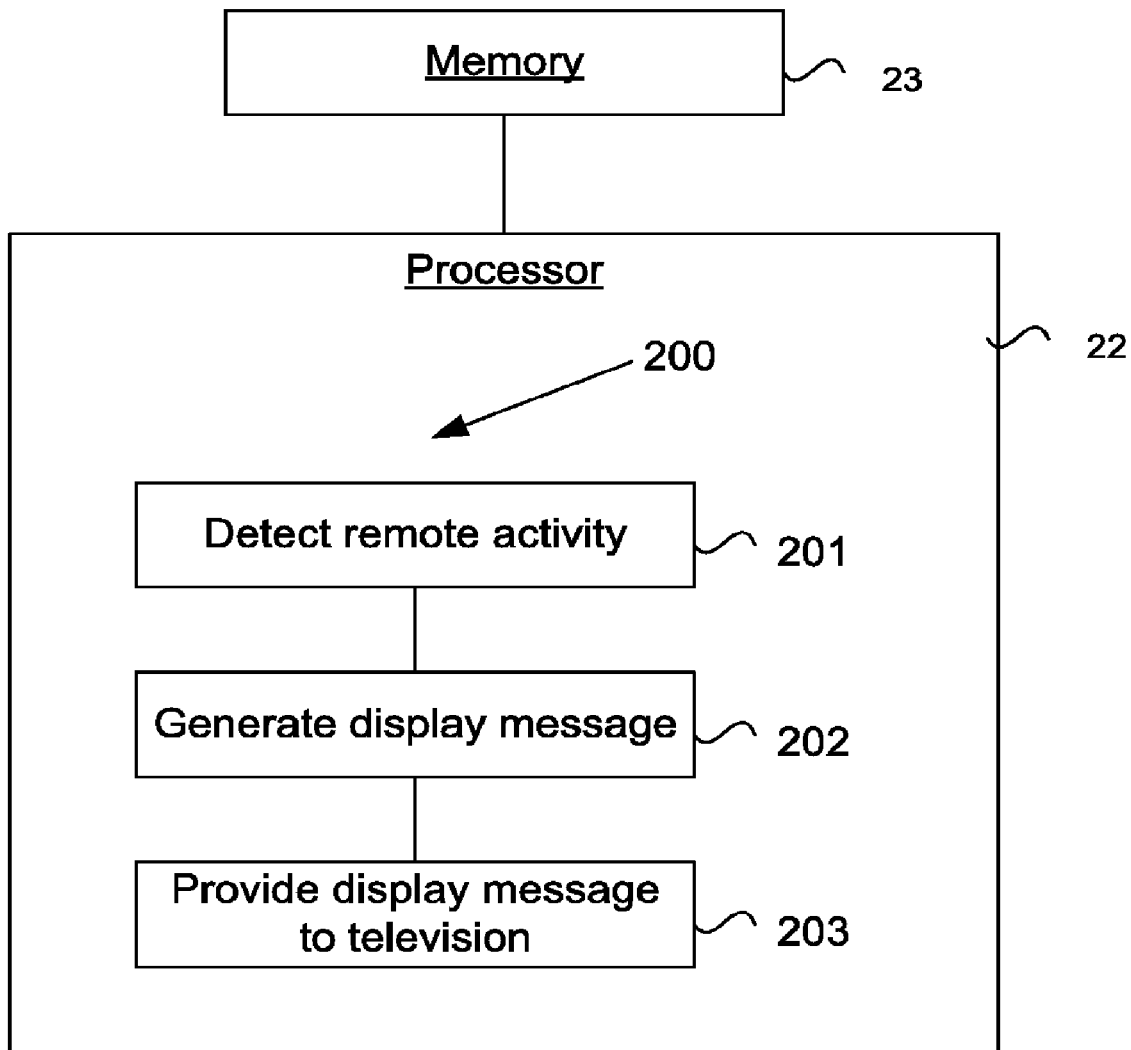 Memory
23
Processor
22
200
Detect remote activity
201
Generate display message
202
Provide display message
to television
203